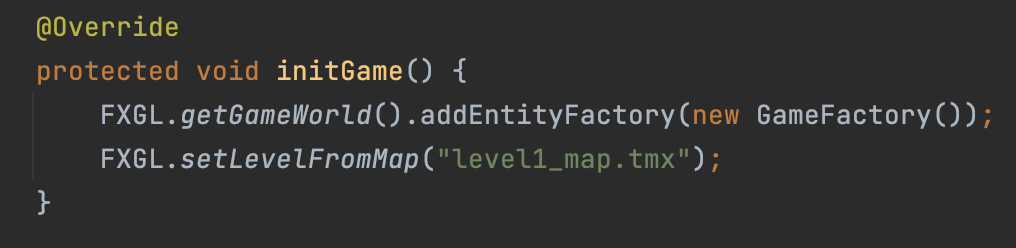 @Override
protected void initGame() {
    FXGL.getGameWorld().addEntityFactory(new GameFactory());
    FXGL.setLevelFromMap("level1_map.tmx");
}